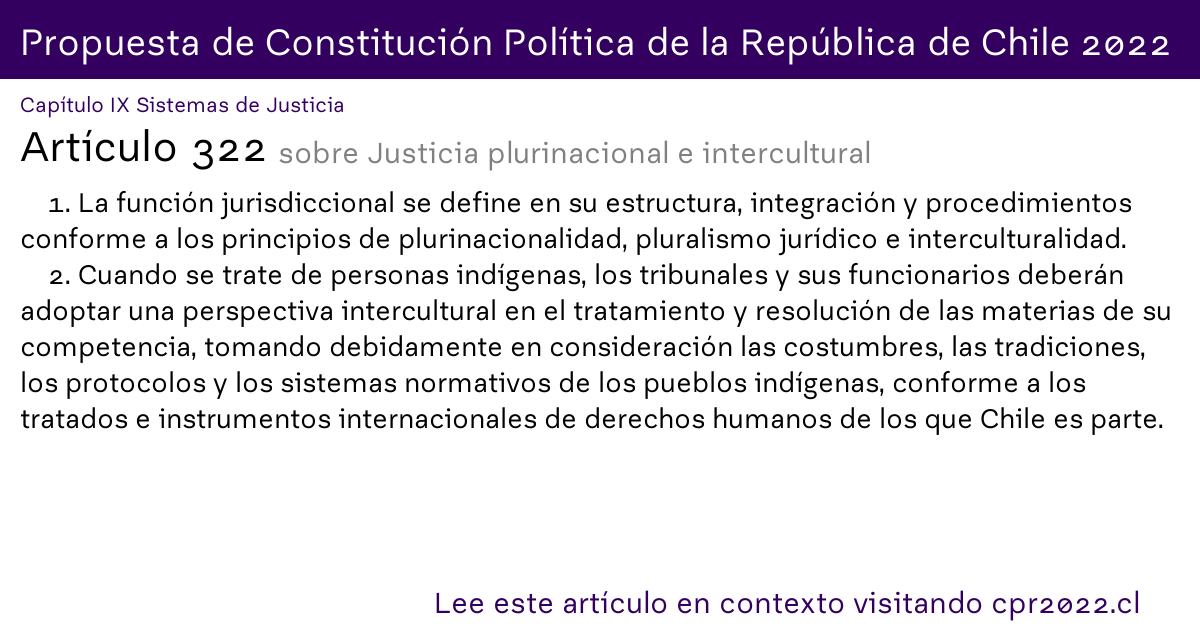 Propuesta de Constitución Política de la República de Chile 2022
Capítulo IX Sistemas de Justicia
Artículo 322 sobre Justicia plurinacional e intercultural
1. La función jurisdiccional se define en su estructura, integración y procedimientos
conforme a los principios de plurinacionalidad, pluralismo jurídico e interculturalidad.
2. Cuando se trate de personas indígenas, los tribunales y sus funcionarios deberán
adoptar una perspectiva intercultural en el tratamiento y resolución de las materias de su
competencia, tomando debidamente en consideración las costumbres, las tradiciones,
los protocolos y los sistemas normativos de los pueblos indígenas, conforme a los
tratados e instrumentos internacionales de derechos humanos de los que Chile es parte.
Lee este artículo en contexto visitando cpr2022.cl